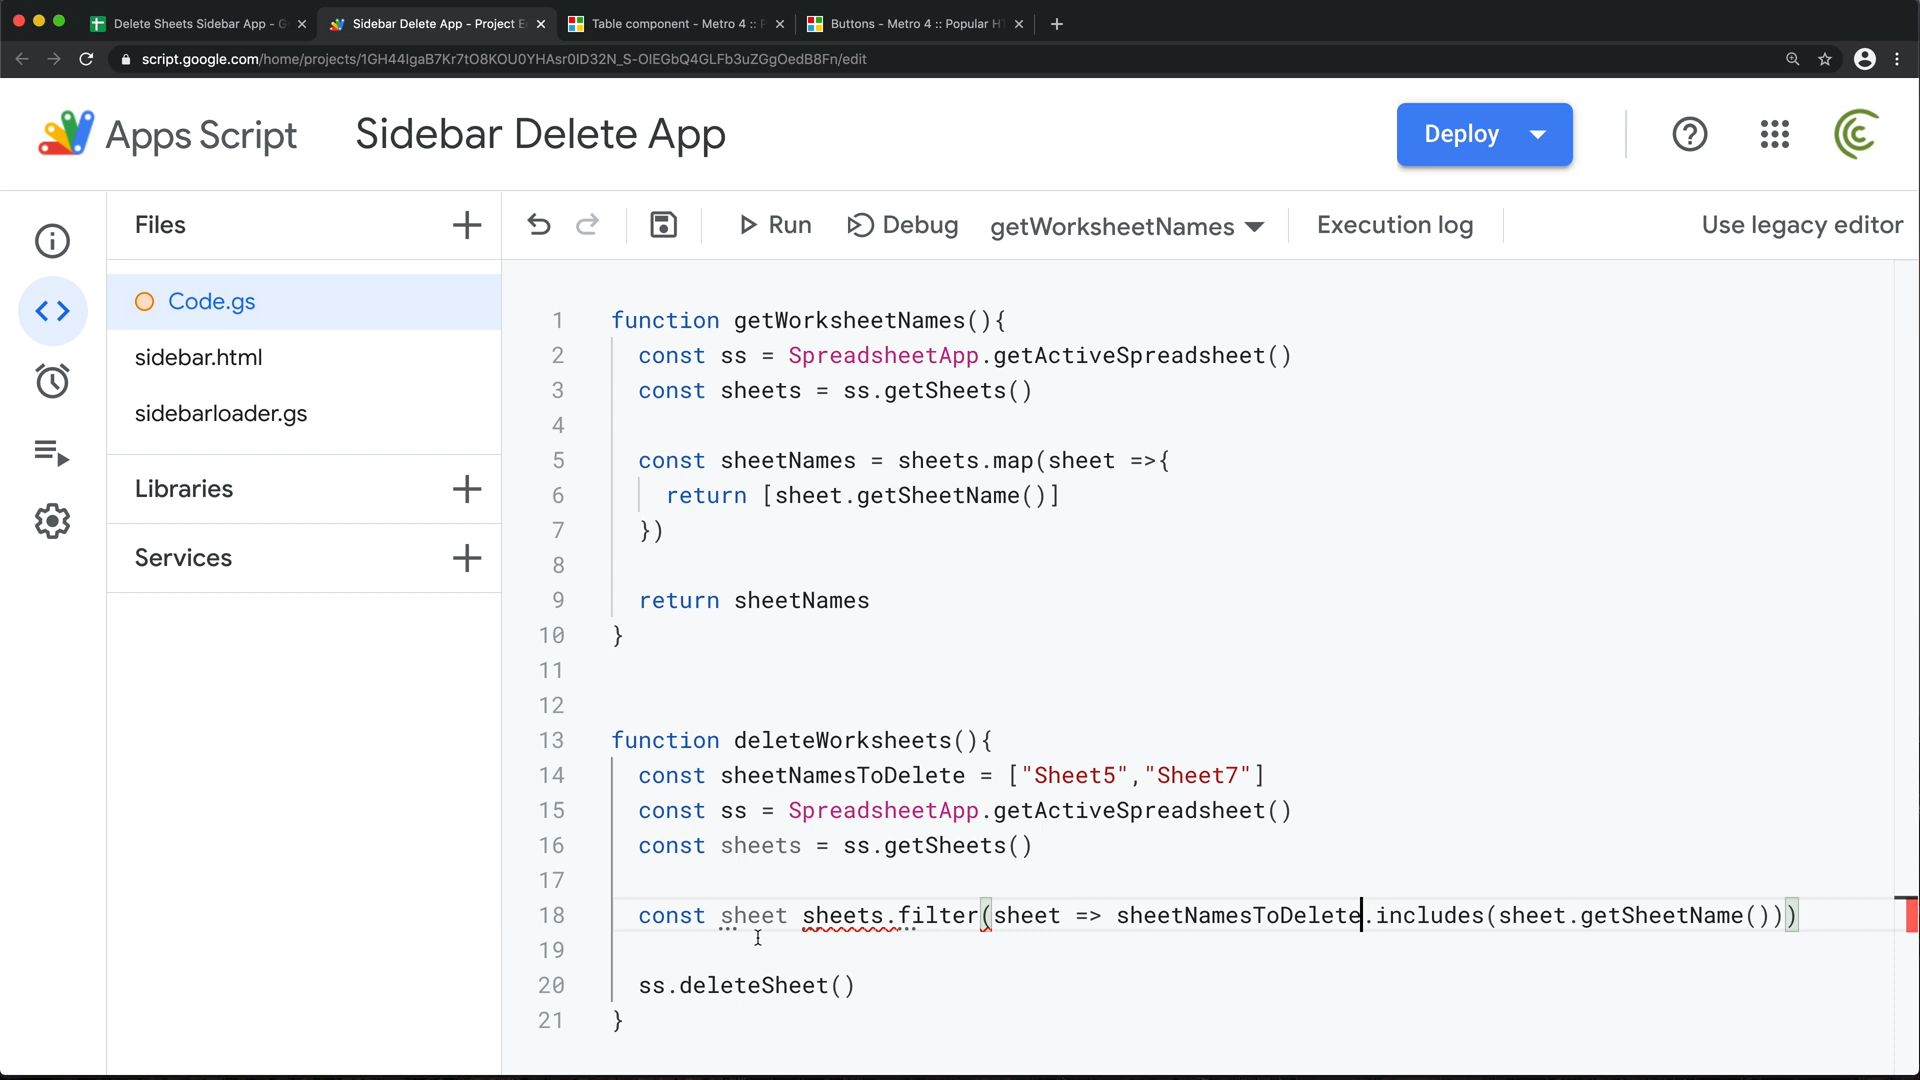 Delete Sheets Sidebar App - G
Sidebar Delete App - Project E
Table component - Metro 4 :: P
Buttons - Metro 4 :: Popular H
script.google.com/home/projects/1GH44IgaB7Kr7tO8KOU0YHAsr0ID32N_S-OIEGbQ4GLFb3uZGgOedB8Fn/edit
Apps Script
Sidebar Delete App
Deploy
Files
Run
Debug
getWorksheetNames
Execution log
Use legacy editor
Code.gs
sidebar.html
sidebarloader.gs
Libraries
Services
1 function getWorksheetNames(){
2 const ss = SpreadsheetApp.getActiveSpreadsheet()
3 const sheets = ss.getSheets()
4
5 const sheetNames = sheets.map(sheet =>{
6 return [sheet.getSheetName()]
7 })
8
9 return sheetNames
10 }
11
12
13 function deleteWorksheets(){
14 const sheetNamesToDelete = ["Sheet5","Sheet7"]
15 const ss = SpreadsheetApp.getActiveSpreadsheet()
16 const sheets = ss.getSheets()
17
18 const sheet sheets.filter(sheet => sheetNamesToDelete.includes(sheet.getSheetName()))
19
20 ss.deleteSheet()
21 }